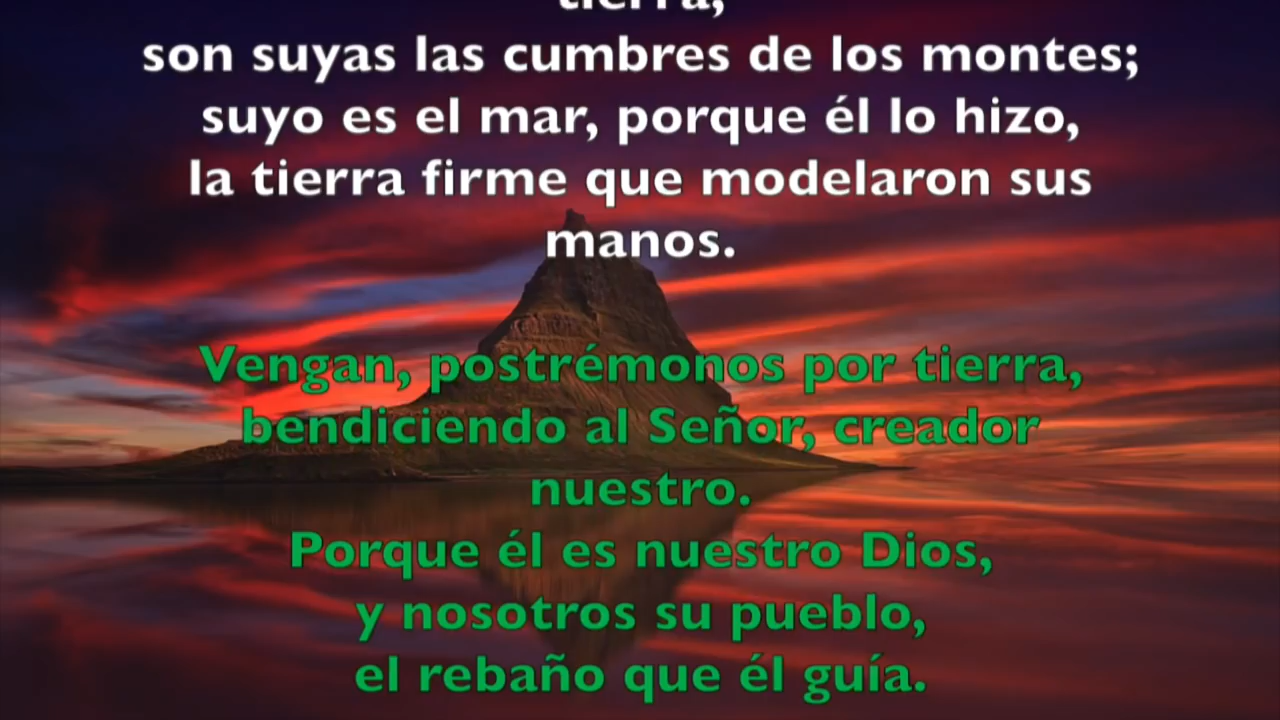 tierra,
son suyas las cumbres de los montes;
suyo es el mar, porque él lo hizo,
la tierra firme que modelaron sus
manos.
Vengan, postrémonos por tierra,
bendiciendo al Señor, creador
nuestro.
Porque él es nuestro Dios,
y nosotros su pueblo,
el rebaño que él guía.